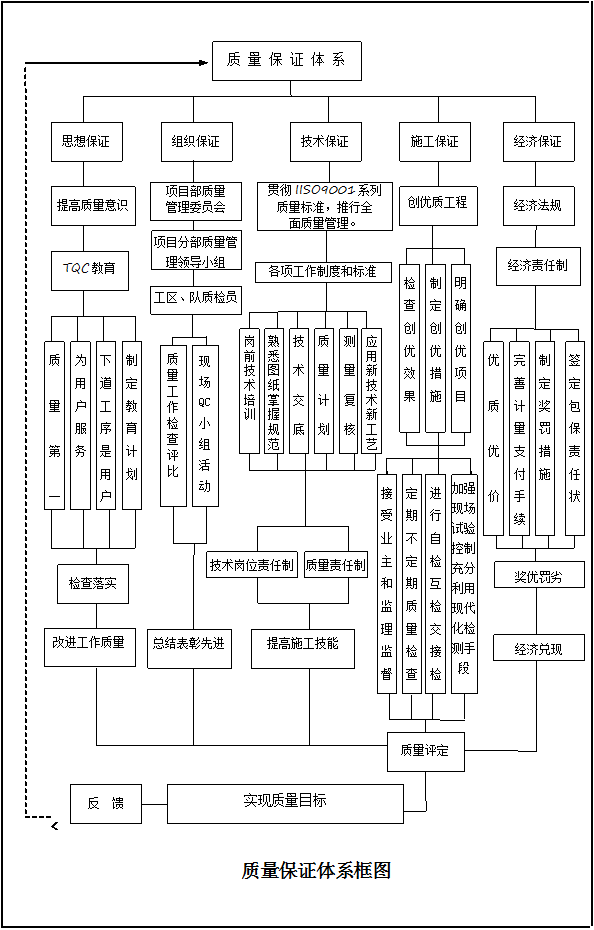 质量保证体系
思想保证
组织保证
技术保证
施工保证
经济保证
提高质量意识
项目部质量
管理委员会
贯彻IISO9001系列
质量标准，推行全
面质量管理。
创优质工程
经济法规
TQC教育
项目分部质量管
理领导小组
各项工作制度和标准
经济责任制
工区、队质检员
质量第一
为用户服务
下道工序是用户
制定教育计划
质量工作检查评比
现场QC小组活动
岗前技术培训
熟悉图纸掌握规范
技术交底
质量计划
测量复核
应用新技术新工艺
检查创优效果
制定创优措施
明确创优项目
优质优价
完善计量支付手续
制定奖罚措施
签定包保责任状
接受业主和监理监督
定期不定期质量检查
进行自检互检交接检
加强
现场
试验
控制
充分
利用
现代
化检
测手
段
检查落实
技术岗位责任制
质量责任制
奖优罚劣
改进工作质量
总结表彰先进
提高施工技能
经济兑现
质量评定
反馈
实现质量目标
质量保证体系框图